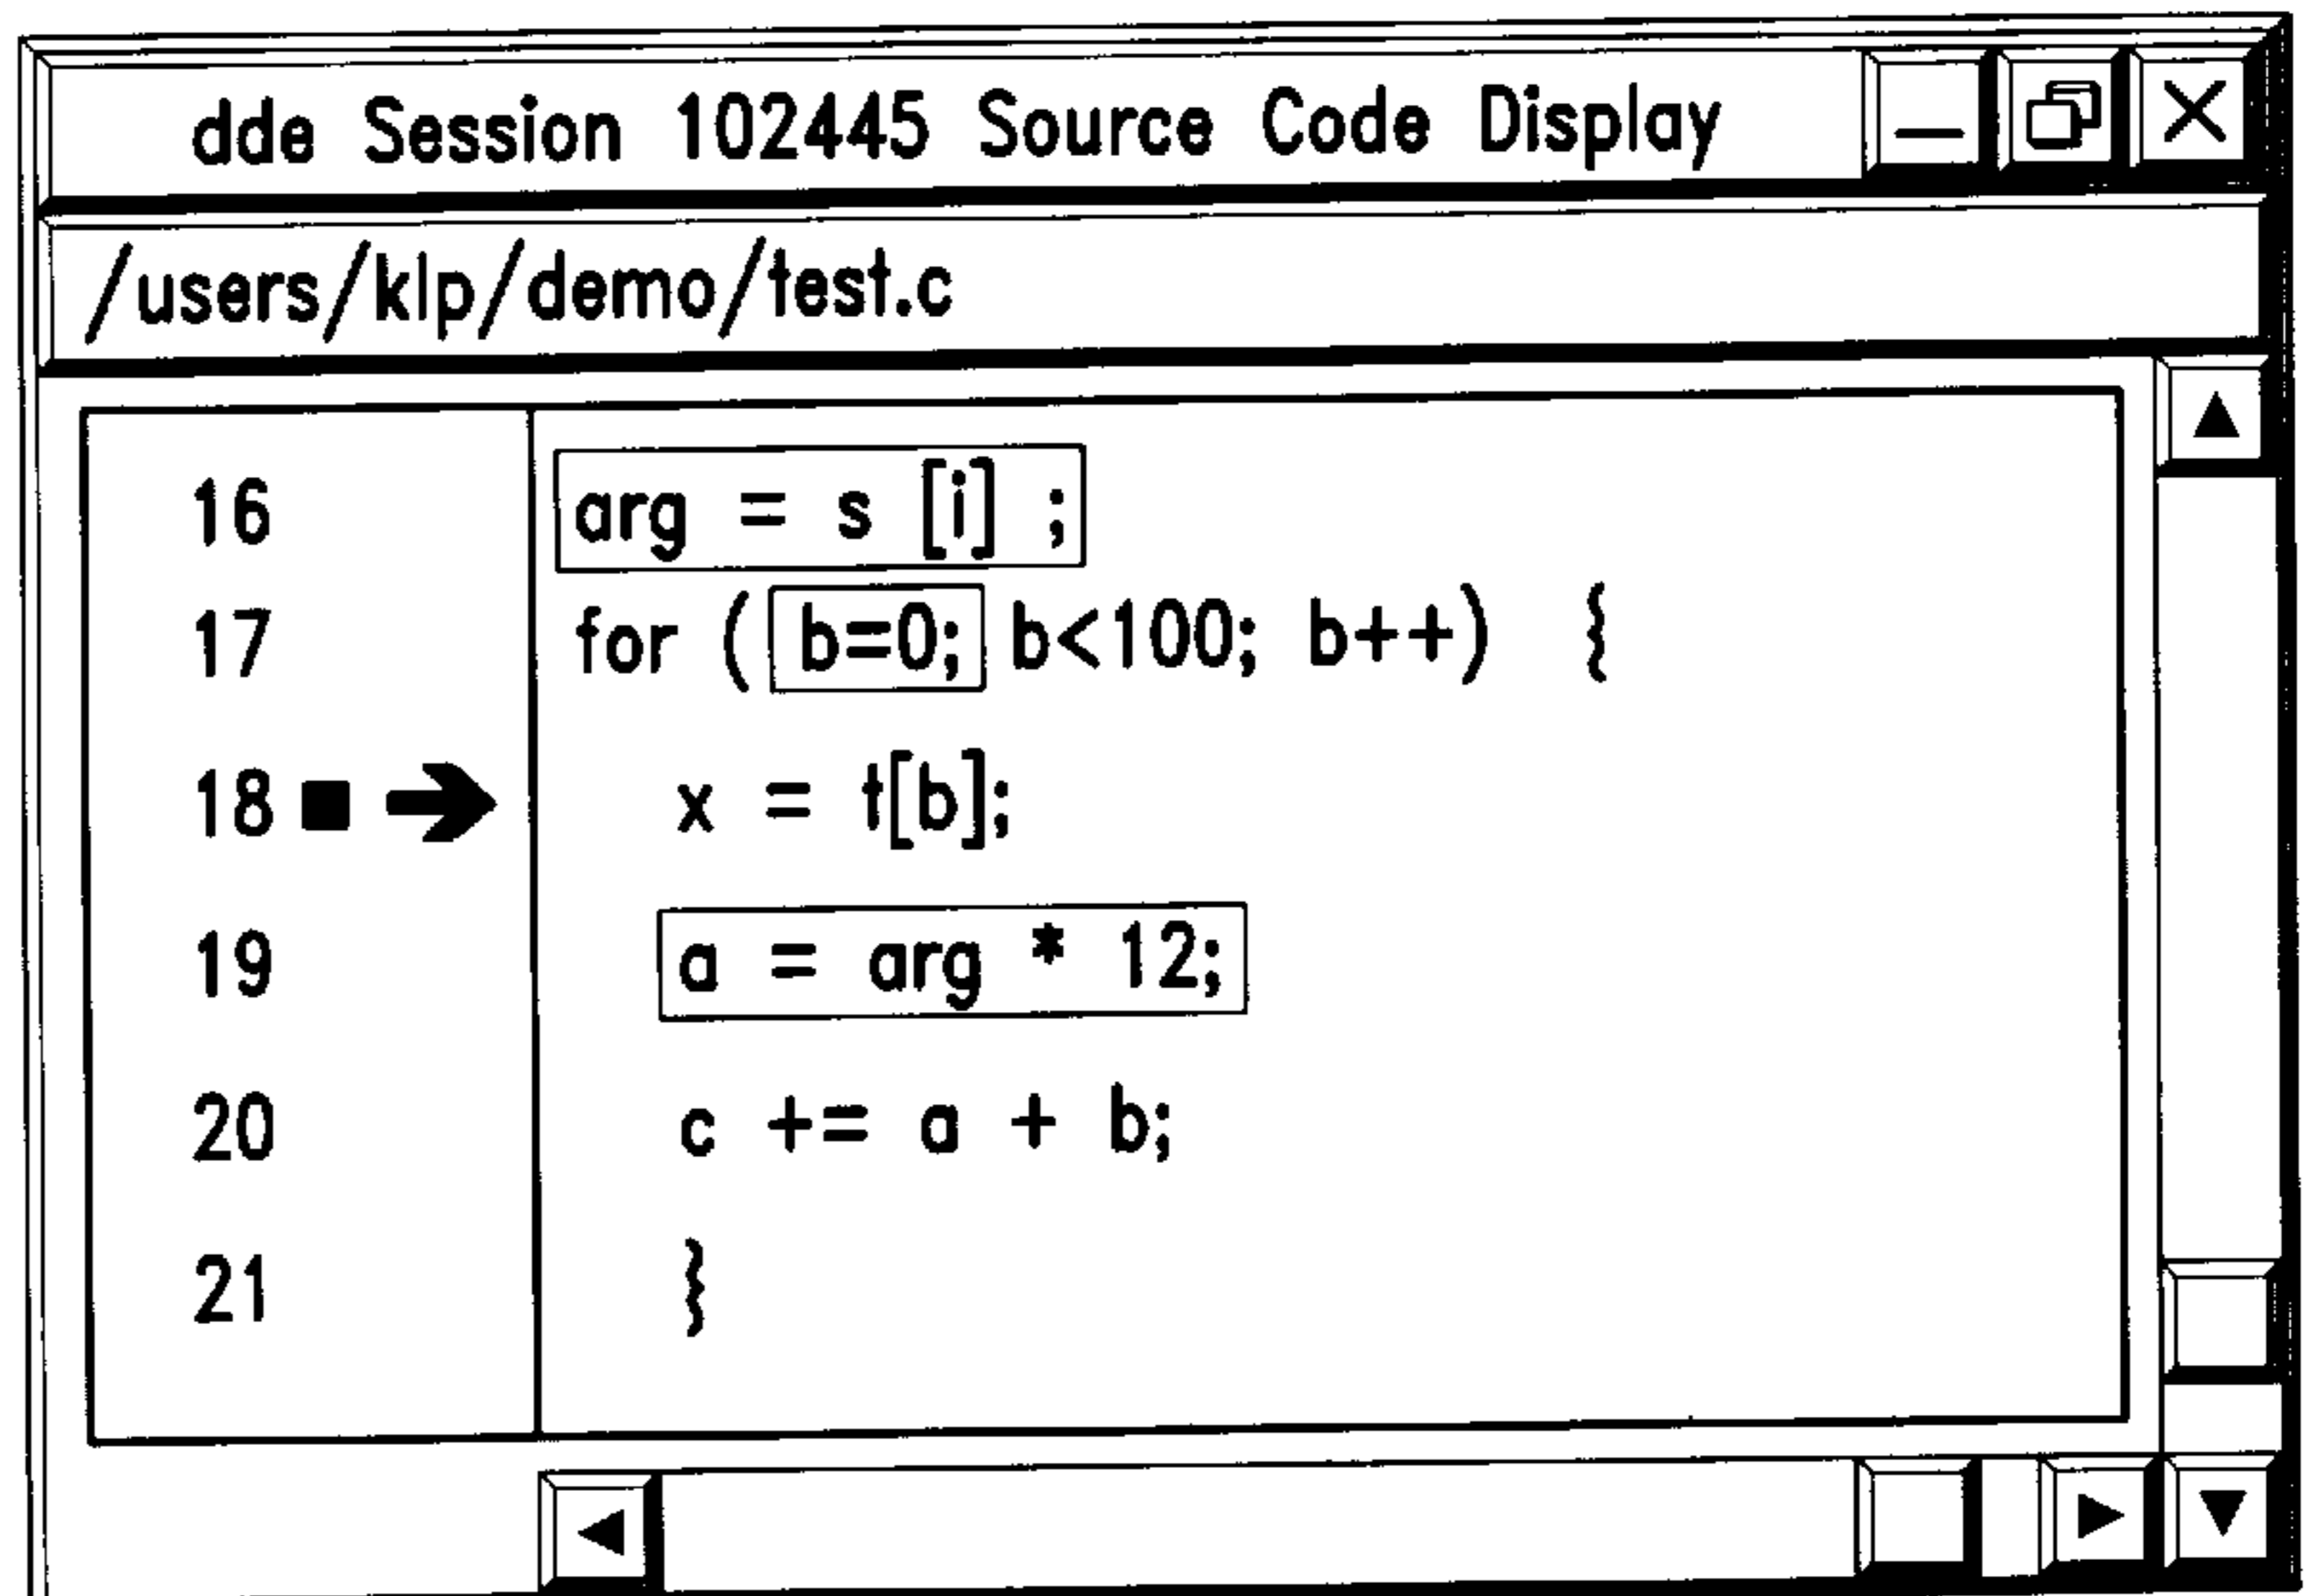 dde Session 102445 Source Code Display
/users/klp/demo/test.c
16 arg = s [i] ;
17 for ( b=0; b<100; b++) {
18 x = t[b];
19 a = arg * 12;
20 c += a + b;
21 }